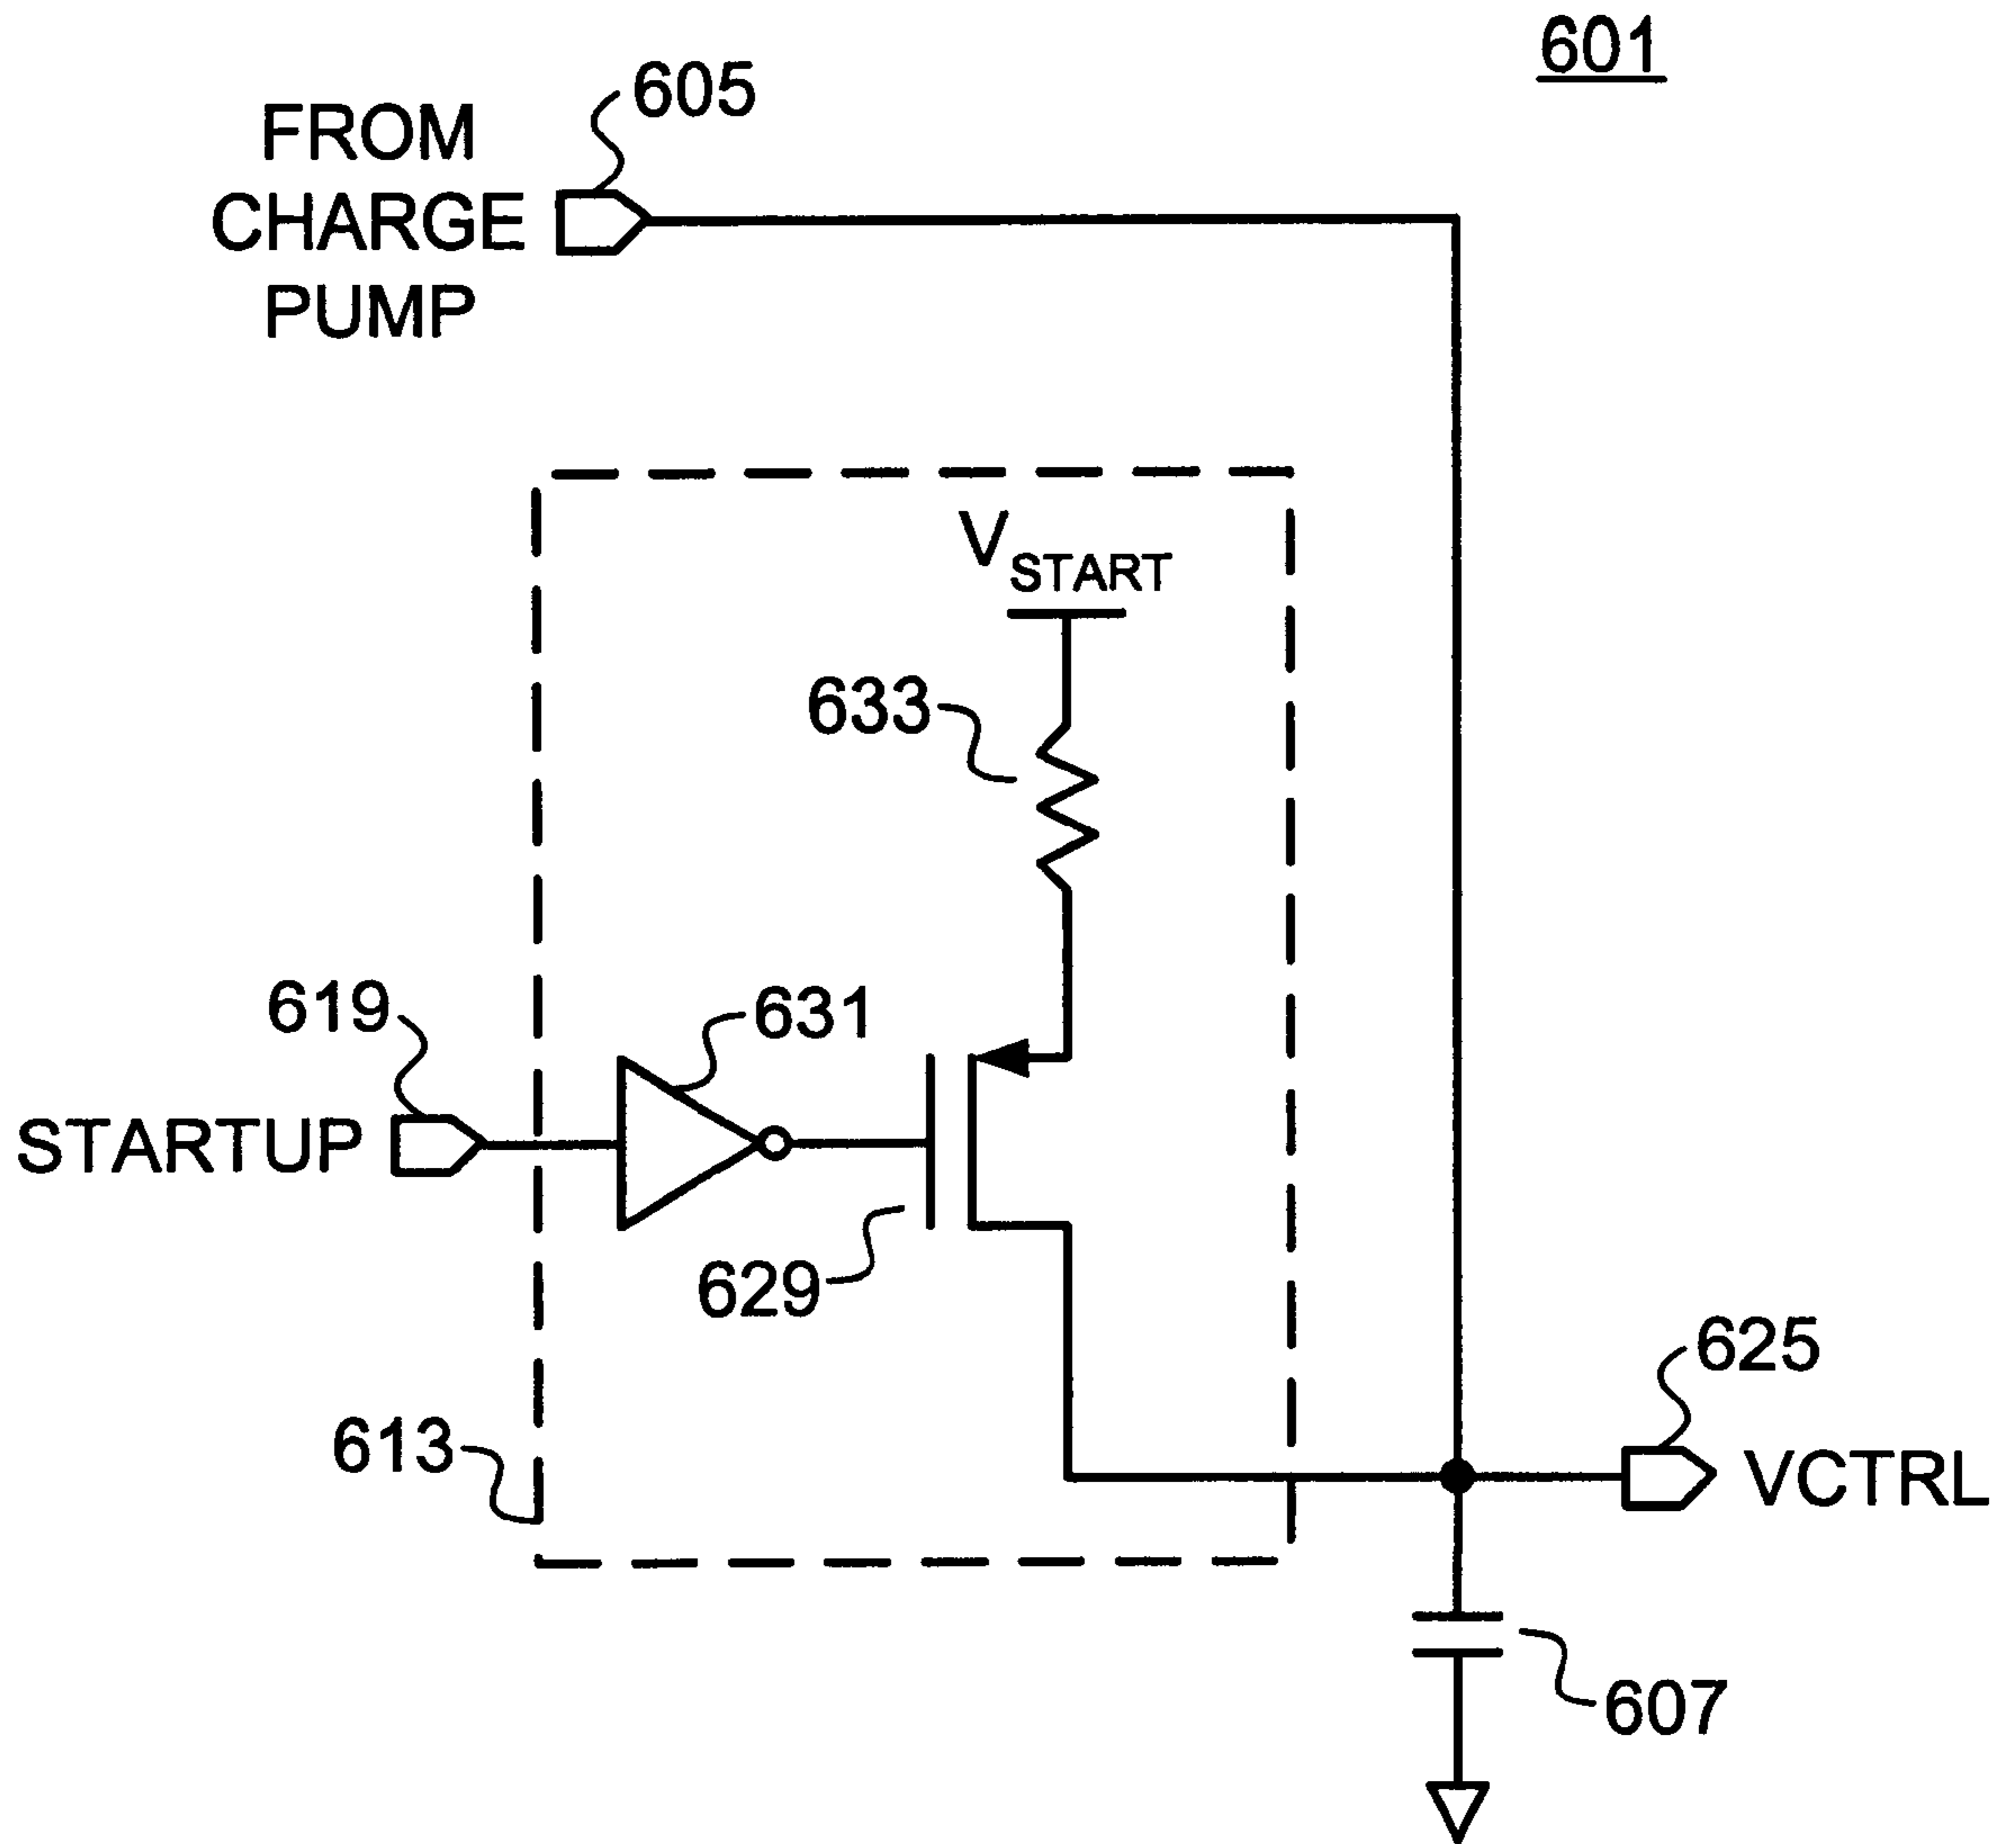 601
605
FROM
CHARGE
PUMP
VSTART
633
619
631
STARTUP
629
625
613
VCTRL
607